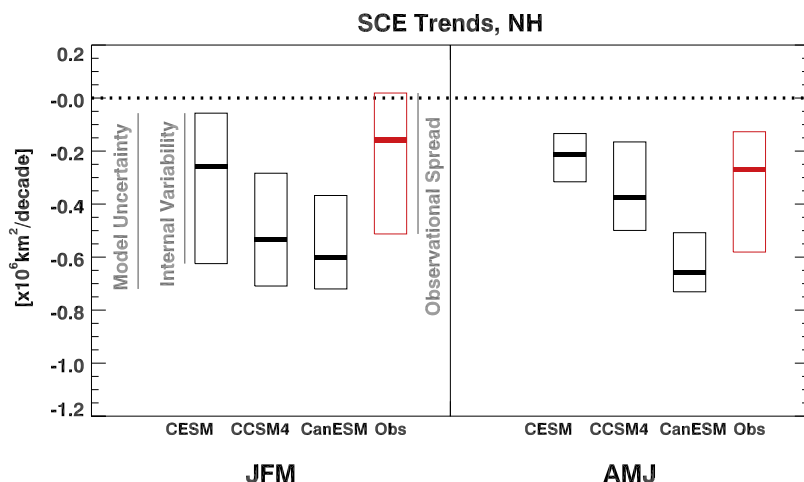 SCE Trends, NH
0.2
-0.0
-0.2
-0.4
-0.6
-0.8
-1.0
-1.2
[x10⁶km²/decade]
Model Uncertainty
Internal Variability
Observational Spread
CESM CCSM4 CanESM Obs
CESM CCSM4 CanESM Obs
JFM
AMJ